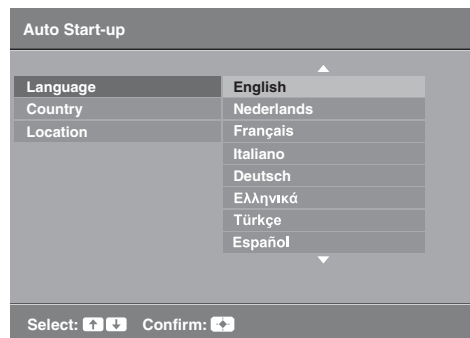 Auto Start-up
Language
Country
Location
English
Nederlands
Français
Italiano
Deutsch
Ελληνικά
Türkçe
Español
Select: Confirm: